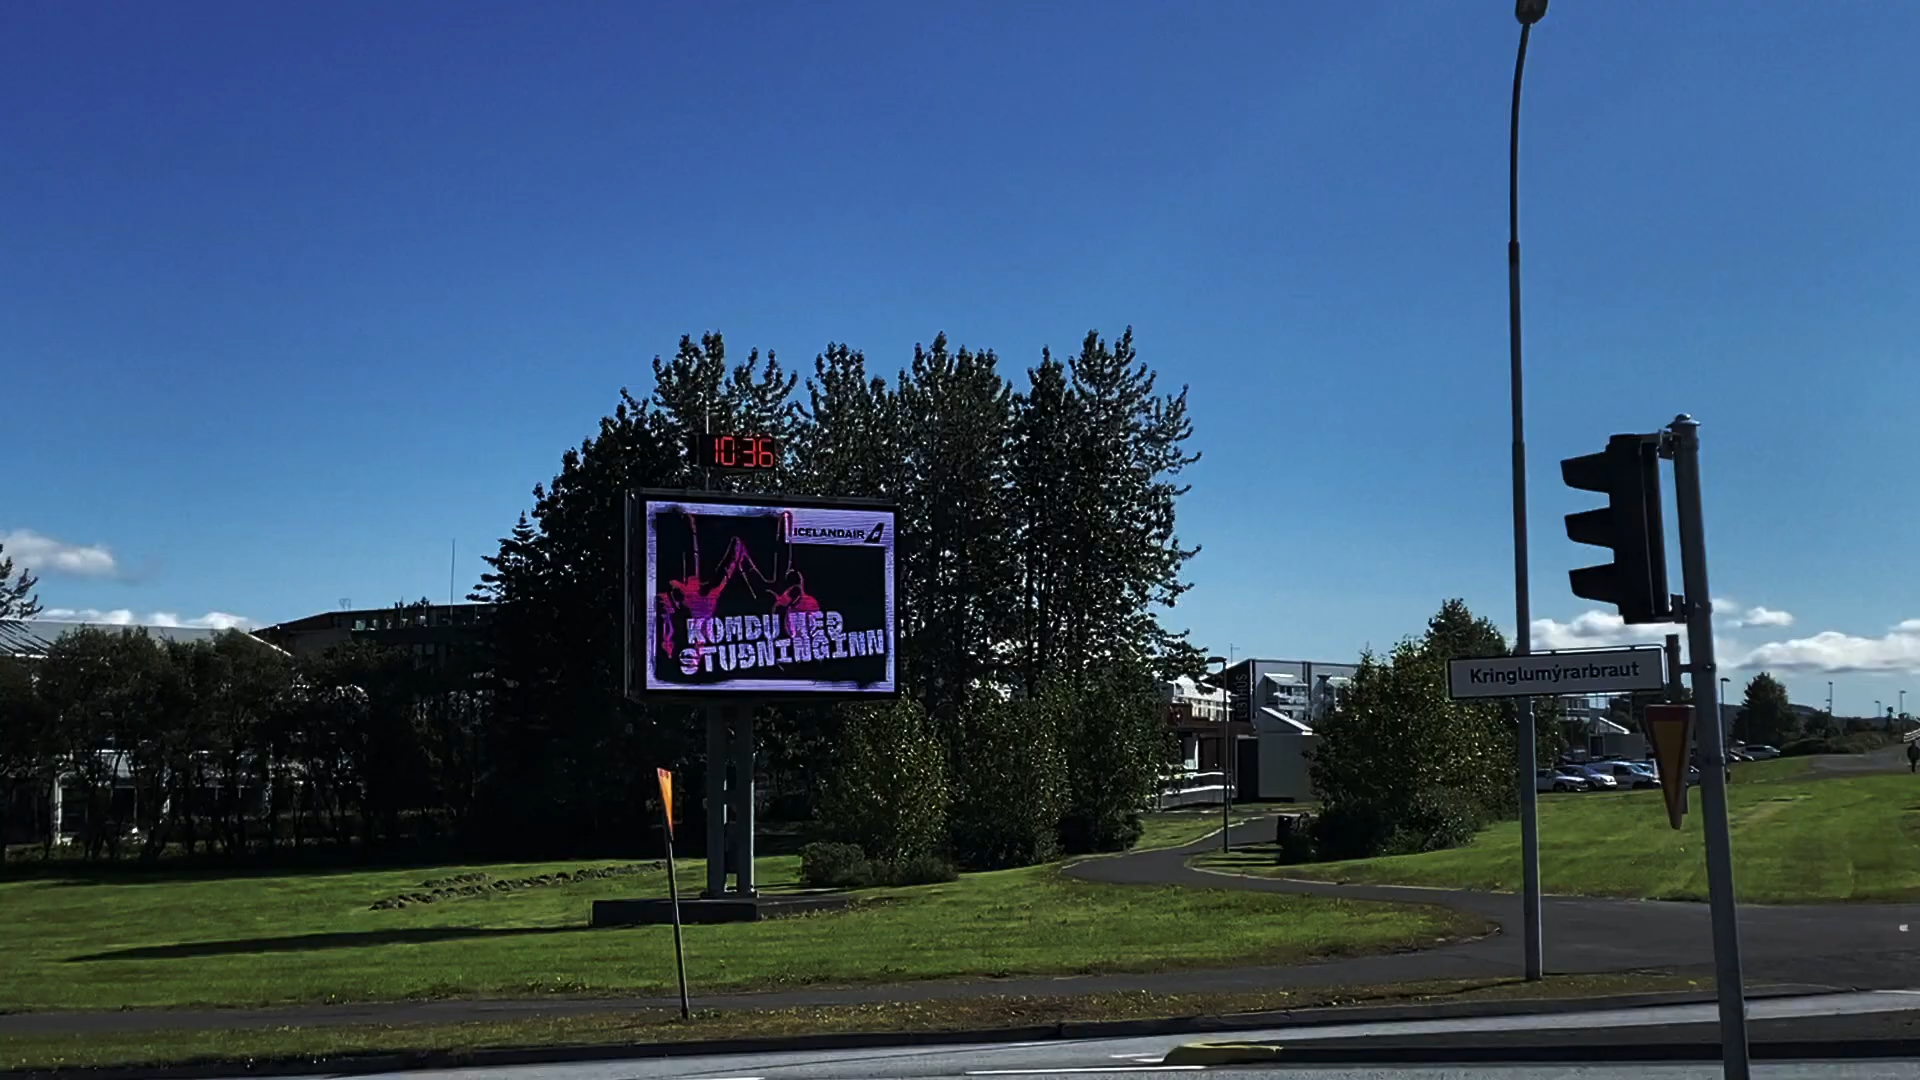 10:36
ICELANDAIR
KOMDU MEÐ
STUÐNINGINN
Kringlumýrarbraut